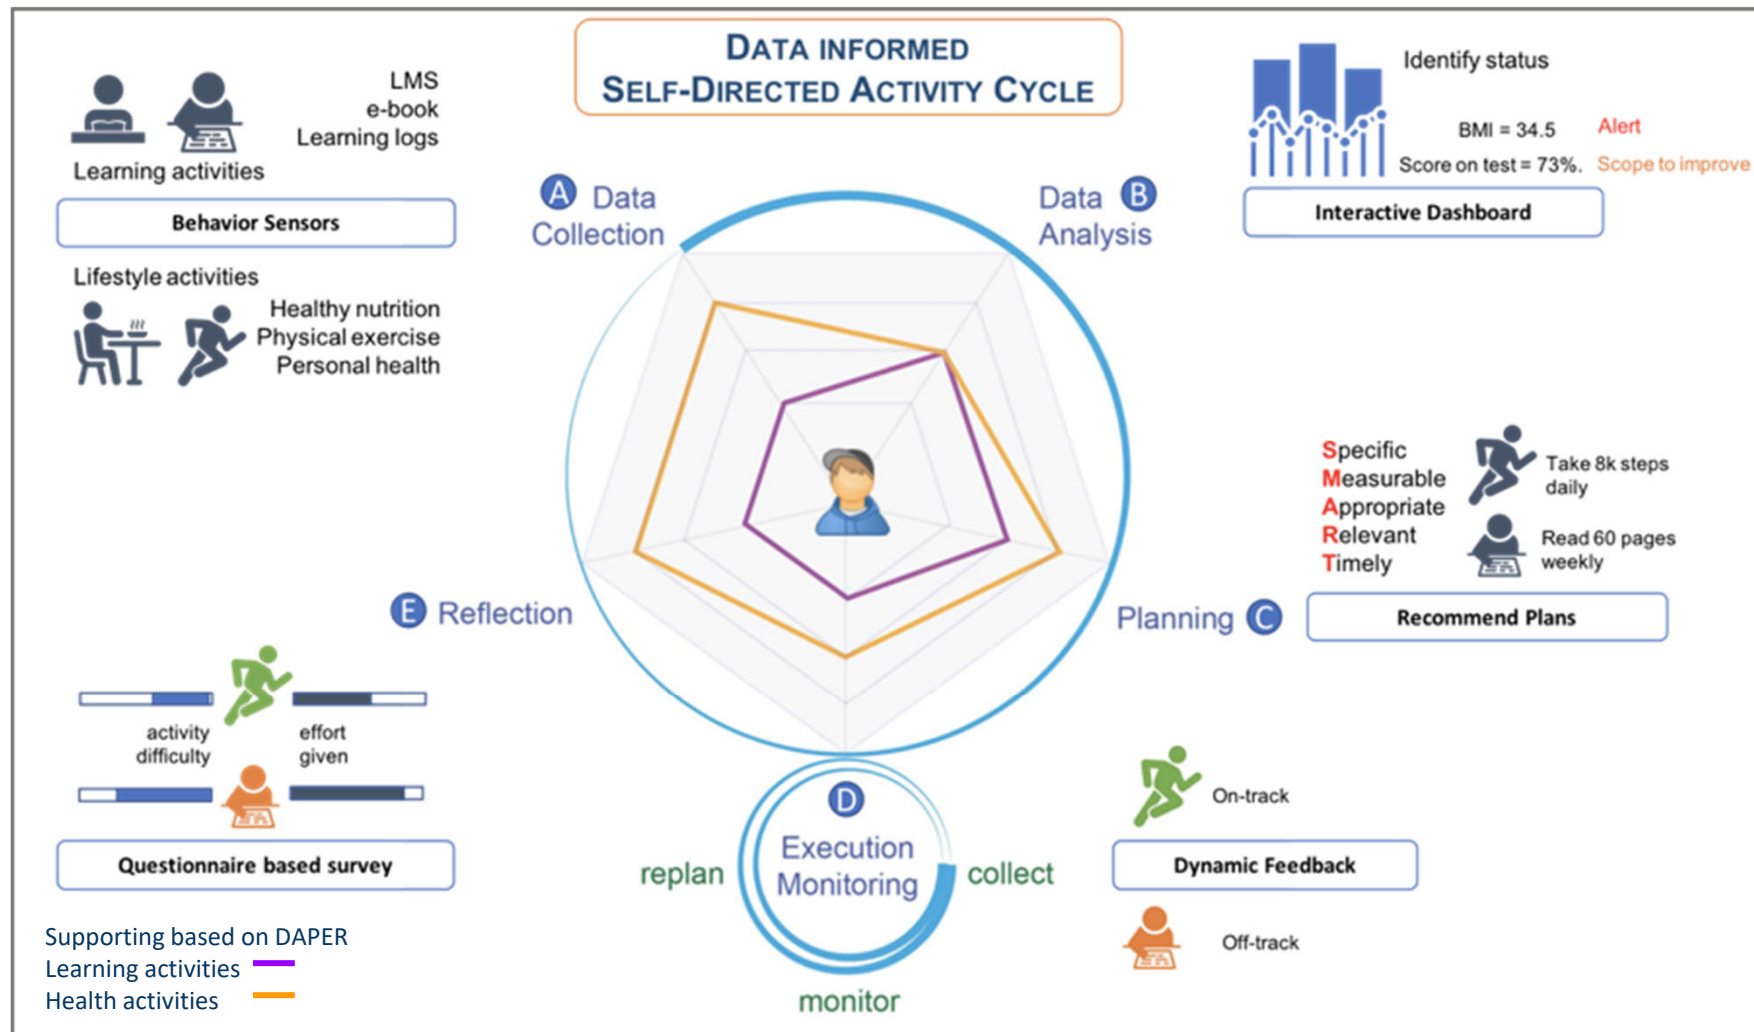 DATA INFORMED
SELF-DIRECTED ACTIVITY CYCLE
LMS
e-book
Learning logs
Learning activities
Behavior Sensors
Lifestyle activities
Healthy nutrition
Physical exercise
Personal health
A Data
Collection
Data B
Analysis
Identify status
BMI = 34.5 Alert
Score on test = 73%. Scope to improve
Interactive Dashboard
Specific
Measurable
Appropriate
Relevant
Timely
Take 8k steps
daily
Read 60 pages
weekly
Planning C
Recommend Plans
E Reflection
activity
difficulty
effort
given
Questionnaire based survey
D
Execution
Monitoring
replan
collect
monitor
On-track
Dynamic Feedback
Off-track
Supporting based on DAPER
Learning activities
Health activities